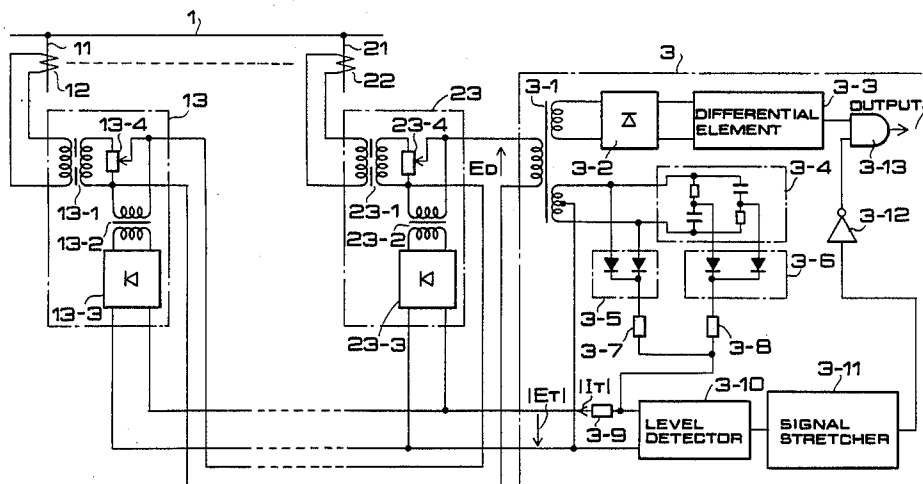 1
11
12
21
22
3
13
13-4
23
23-4
3-1
3-3
OUTPUT
DIFFERENTIAL
ELEMENT
3-2
3-13
ED
3-4
13-1
23-1
3-12
13-2
23-2
3-6
3-5
13-3
23-3
3-7
3-8
3-11
3-10
|ET|
|IT|
3-9
LEVEL
DETECTOR
SIGNAL
STRETCHER